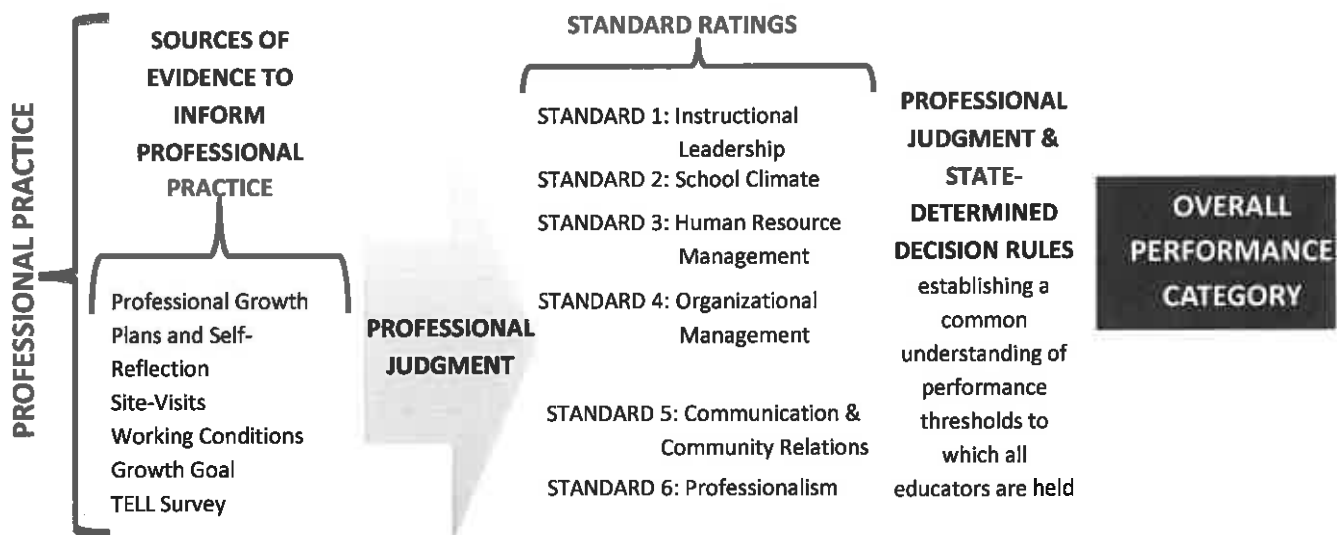 PROFESSIONAL PRACTICE
SOURCES OF
EVIDENCE TO
INFORM
PROFESSIONAL
PRACTICE
Professional Growth
Plans and Self-
Reflection
Site-Visits
Working Conditions
Growth Goal
TELL Survey
PROFESSIONAL
JUDGMENT
STANDARD RATINGS
STANDARD 1: Instructional
Leadership
STANDARD 2: School Climate
STANDARD 3: Human Resource
Management
STANDARD 4: Organizational
Management
STANDARD 5: Communication &
Community Relations
STANDARD 6: Professionalism
PROFESSIONAL
JUDGMENT &
STATE-
DETERMINED
DECISION RULES
establishing a
common
understanding of
performance
thresholds to
which all
educators are held
OVERALL
PERFORMANCE
CATEGORY